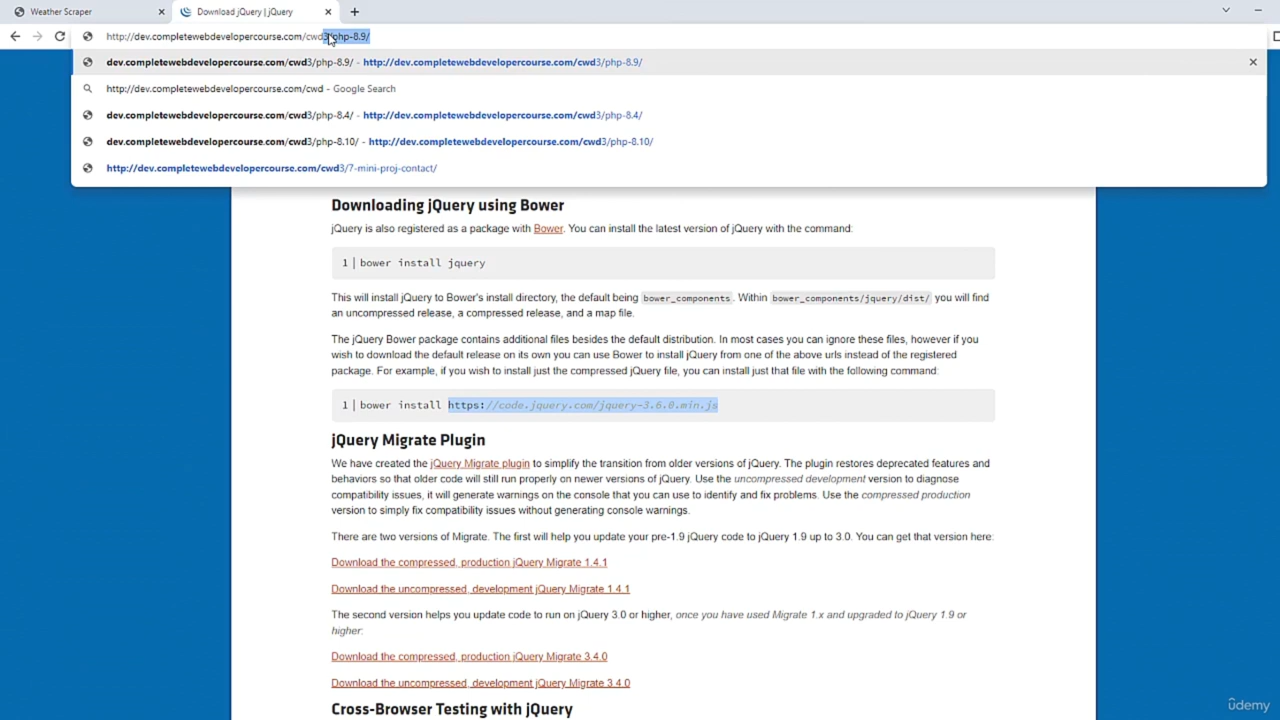 Weather Scraper
Download jQuery | jQuery
http://dev.completewebdevelopercourse.com/cwd3/php-8.9/
dev.completewebdevelopercourse.com/cwd3/php-8.9/ - http://dev.completewebdevelopercourse.com/cwd3/php-8.9/
http://dev.completewebdevelopercourse.com/cwd - Google Search
dev.completewebdevelopercourse.com/cwd3/php-8.4/ - http://dev.completewebdevelopercourse.com/cwd3/php-8.4/
dev.completewebdevelopercourse.com/cwd3/php-8.10/ - http://dev.completewebdevelopercourse.com/cwd3/php-8.10/
http://dev.completewebdevelopercourse.com/cwd3/7-mini-proj-contact/
Downloading jQuery using Bower
jQuery is also registered as a package with Bower. You can install the latest version of jQuery with the command:
1 | bower install jquery
This will install jQuery to Bower's install directory, the default being bower_components. Within bower_components/jquery/dist/ you will find
an uncompressed release, a compressed release, and a map file.
The jQuery Bower package contains additional files besides the default distribution. In most cases you can ignore these files, however if you
wish to download the default release on its own you can use Bower to install jQuery from one of the above urls instead of the registered
package. For example, if you wish to install just the compressed jQuery file, you can install just that file with the following command:
1 | bower install https://code.jquery.com/jquery-3.6.0.min.js
jQuery Migrate Plugin
We have created the jQuery Migrate plugin to simplify the transition from older versions of jQuery. The plugin restores deprecated features and
behaviors so that older code will still run properly on newer versions of jQuery. Use the uncompressed development version to diagnose
compatibility issues, it will generate warnings on the console that you can use to identify and fix problems. Use the compressed production
version to simply fix compatibility issues without generating console warnings.
There are two versions of Migrate. The first will help you update your pre-1.9 jQuery code to jQuery 1.9 up to 3.0. You can get that version here:
Download the compressed, production jQuery Migrate 1.4.1
Download the uncompressed, development jQuery Migrate 1.4.1
The second version helps you update code to run on jQuery 3.0 or higher, once you have used Migrate 1.x and upgraded to jQuery 1.9 or
higher:
Download the compressed, production jQuery Migrate 3.4.0
Download the uncompressed, development jQuery Migrate 3.4.0
Cross-Browser Testing with jQuery
udemy